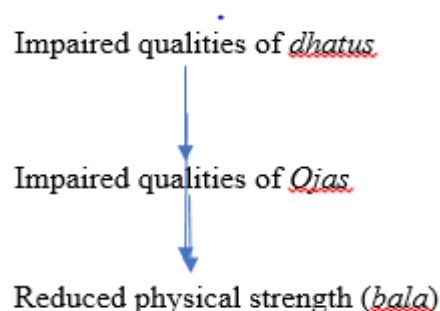 Impaired qualities of dhatus
Impaired qualities of Ojas
Reduced physical strength (bala)